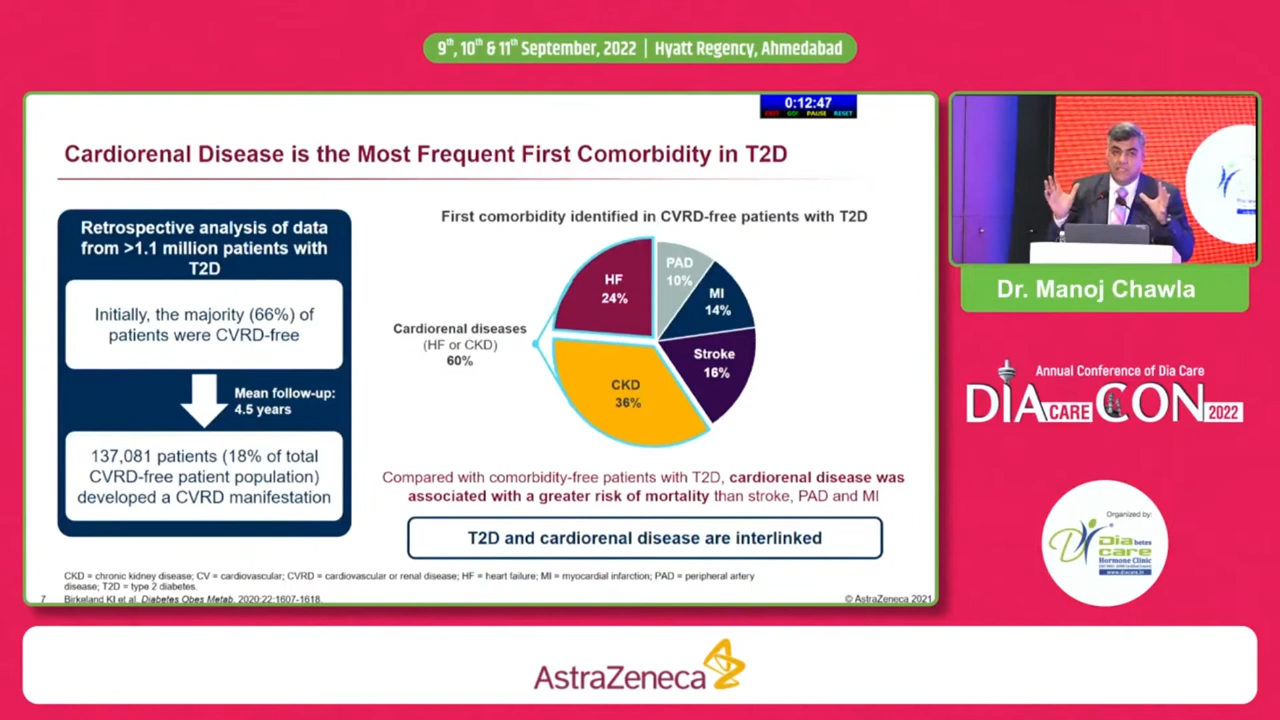 9th, 10th & 11th September, 2022 | Hyatt Regency, Ahmedabad
0:12:47
EXIT GO! PAUSE RESET
Cardiorenal Disease is the Most Frequent First Comorbidity in T2D
Retrospective analysis of data
from >1.1 million patients with
T2D
Initially, the majority (66%) of
patients were CVRD-free
Mean follow-up:
4.5 years
137,081 patients (18% of total
CVRD-free patient population)
developed a CVRD manifestation
First comorbidity identified in CVRD-free patients with T2D
HF
24%
PAD
10%
MI
14%
Stroke
16%
CKD
36%
Cardiorenal diseases
(HF or CKD)
60%
Compared with comorbidity-free patients with T2D, cardiorenal disease was
associated with a greater risk of mortality than stroke, PAD and MI
T2D and cardiorenal disease are interlinked
CKD = chronic kidney disease; CV = cardiovascular; CVRD = cardiovascular or renal disease; HF = heart failure; MI = myocardial infarction; PAD = peripheral artery
disease; T2D = type 2 diabetes.
7 Birkeland KI et al. Diabetes Obes Metab. 2020;22:1607-1618.
© AstraZeneca 2021
Dr. Manoj Chawla
Annual Conference of Dia Care
DIA CARE CON 2022
Organized by:
Diabetes
care
Hormone Clinic
www.diacare.in
AstraZeneca